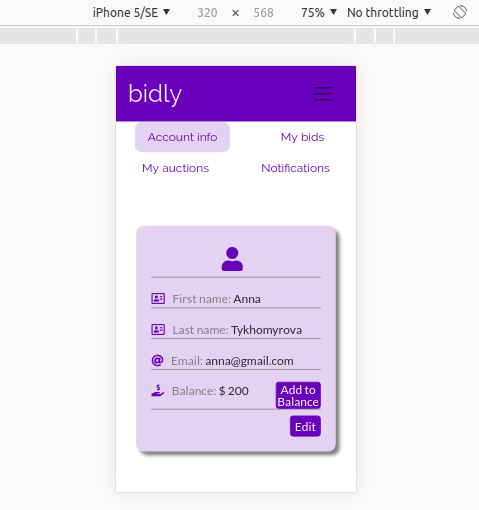 iPhone 5/SE ▼ 320 × 568 75% ▼ No throttling ▼
bidly
Account info My bids
My auctions Notifications
First name: Anna
Last name: Tykhomyrova
@ Email: anna@gmail.com
Balance: $ 200 Add to
Balance
Edit